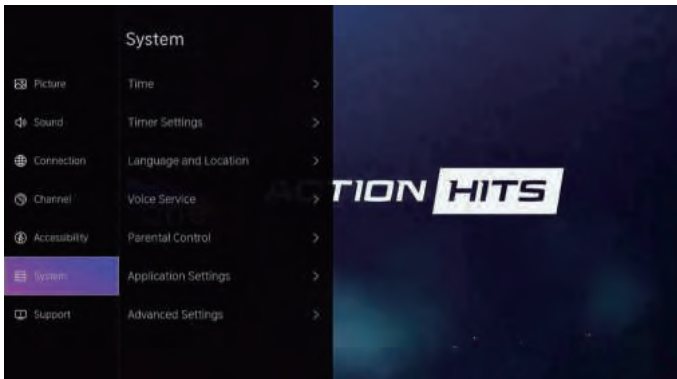 System
Picture
Sound
Connection
Channel
Accessibility
System
Support
Time
Timer Settings
Language and Location
Voice Service
Parental Control
Application Settings
Advanced Settings
ACTION HITS